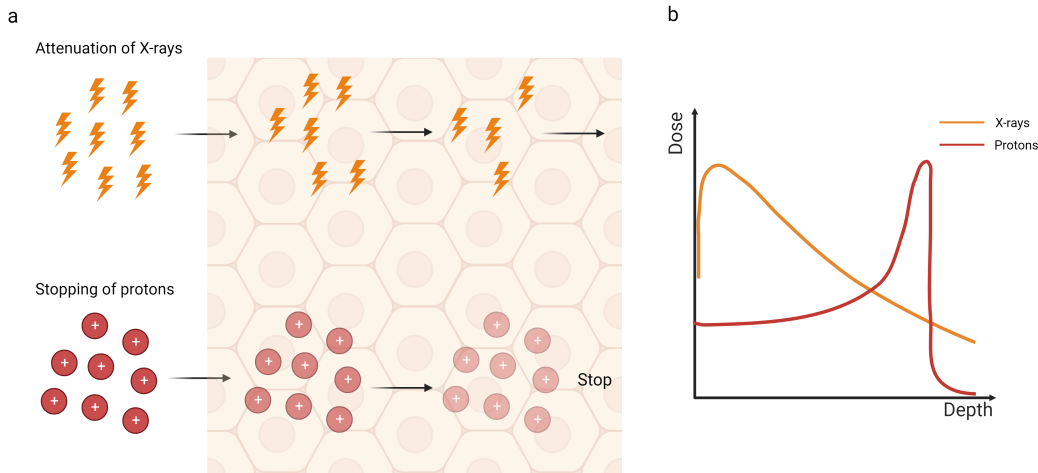 a
Attenuation of X-rays
Stopping of protons
+ + + + + + + + +
+ + + + + + + + +
+ + + + + + + + +
Stop
b
Dose
X-rays
Protons
Depth